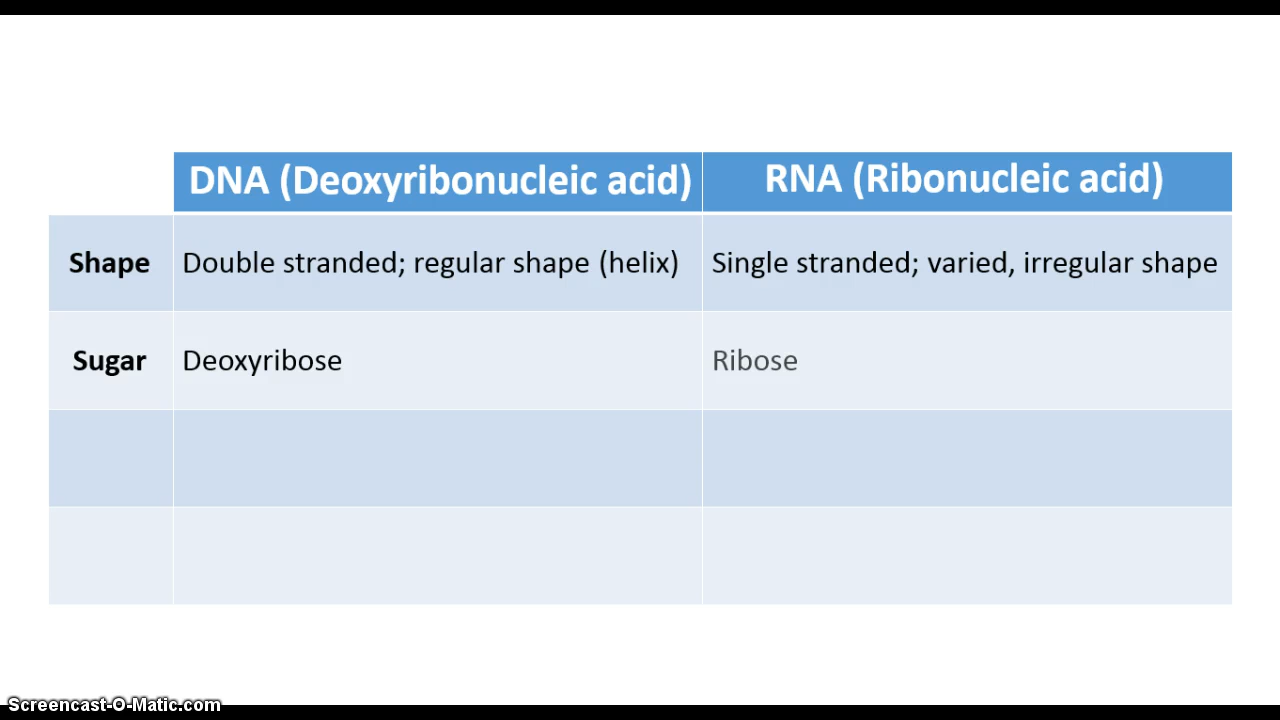 DNA (Deoxyribonucleic acid) RNA (Ribonucleic acid)
Shape Double stranded; regular shape (helix) Single stranded; varied, irregular shape
Sugar Deoxyribose Ribose
Screencast-O-Matic.com